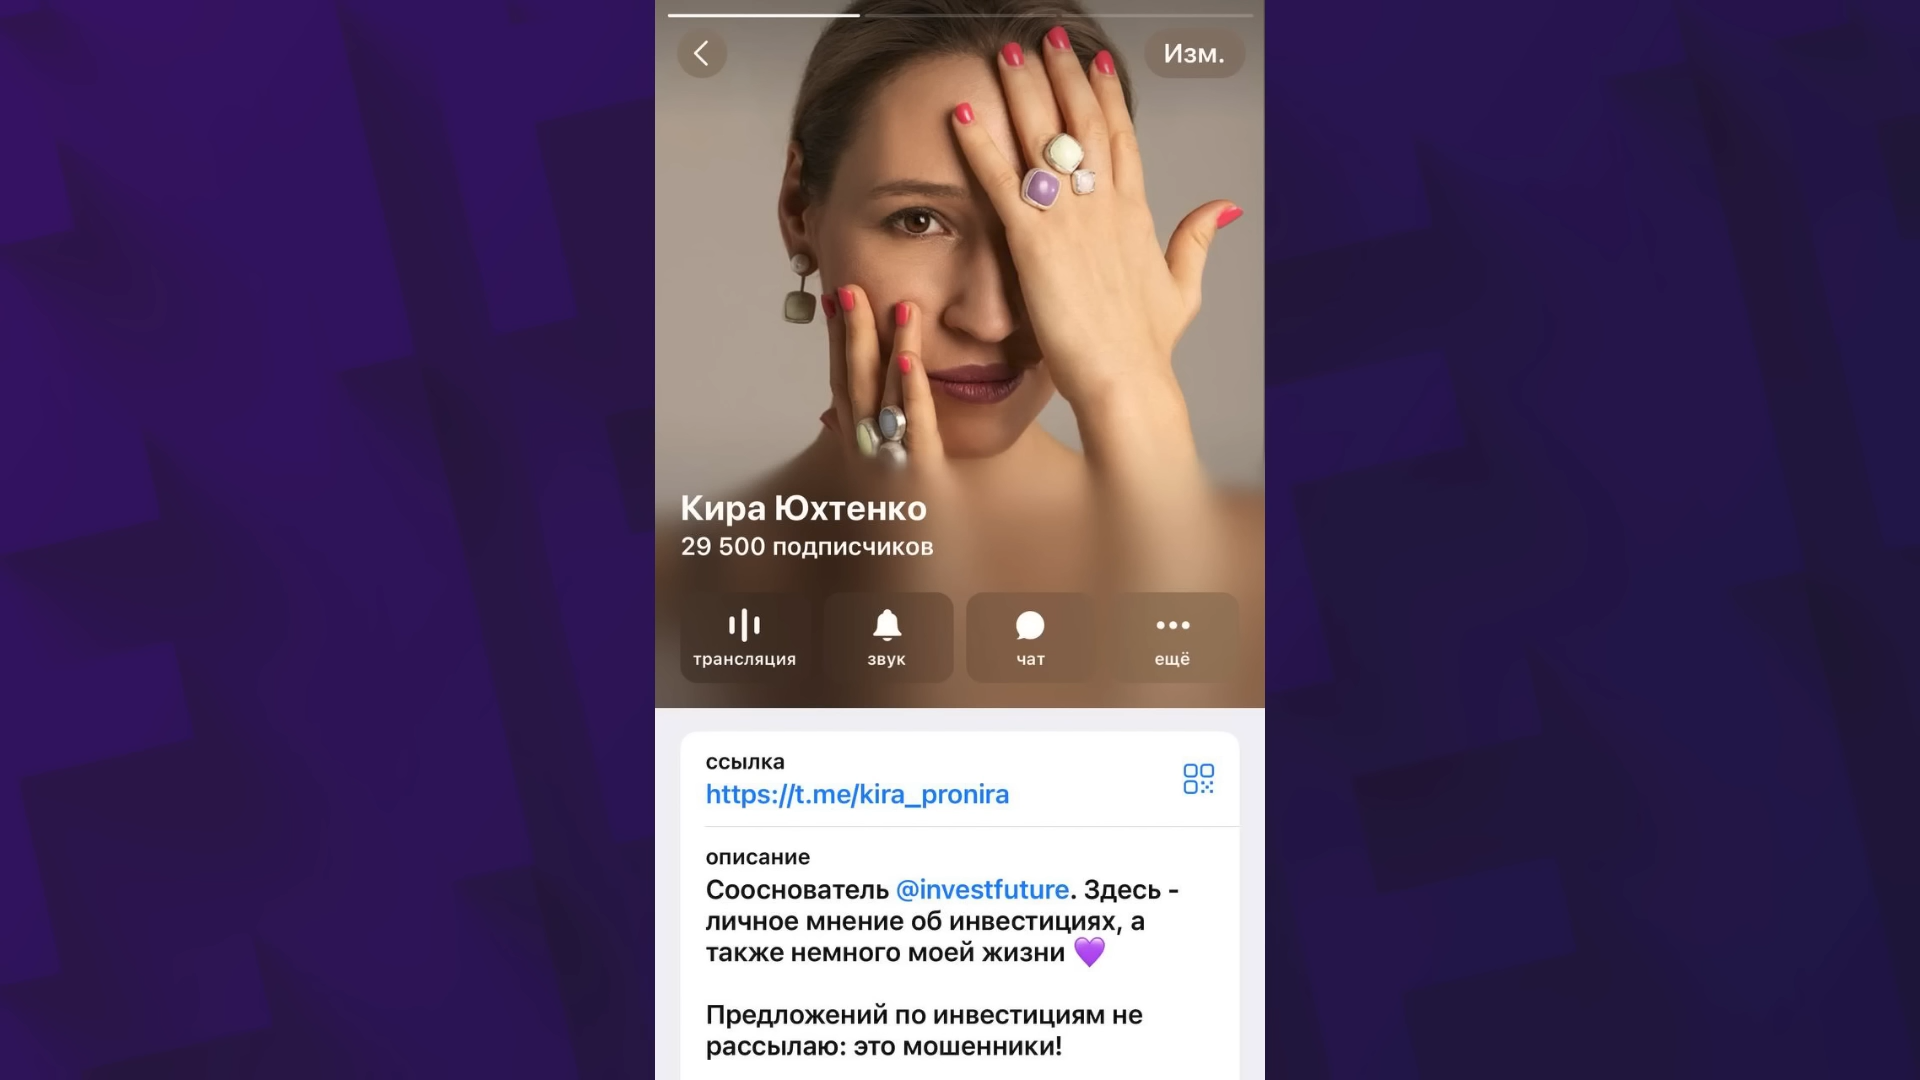 Изм.
Кира Юхтенко
29 500 подписчиков
трансляция
звук
чат
ещё
ссылка
https://t.me/kira_pronira
описание
Сооснователь @investfuture. Здесь -
личное мнение об инвестициях, а
также немного моей жизни 💜
Предложений по инвестициям не
рассылаю: это мошенники!